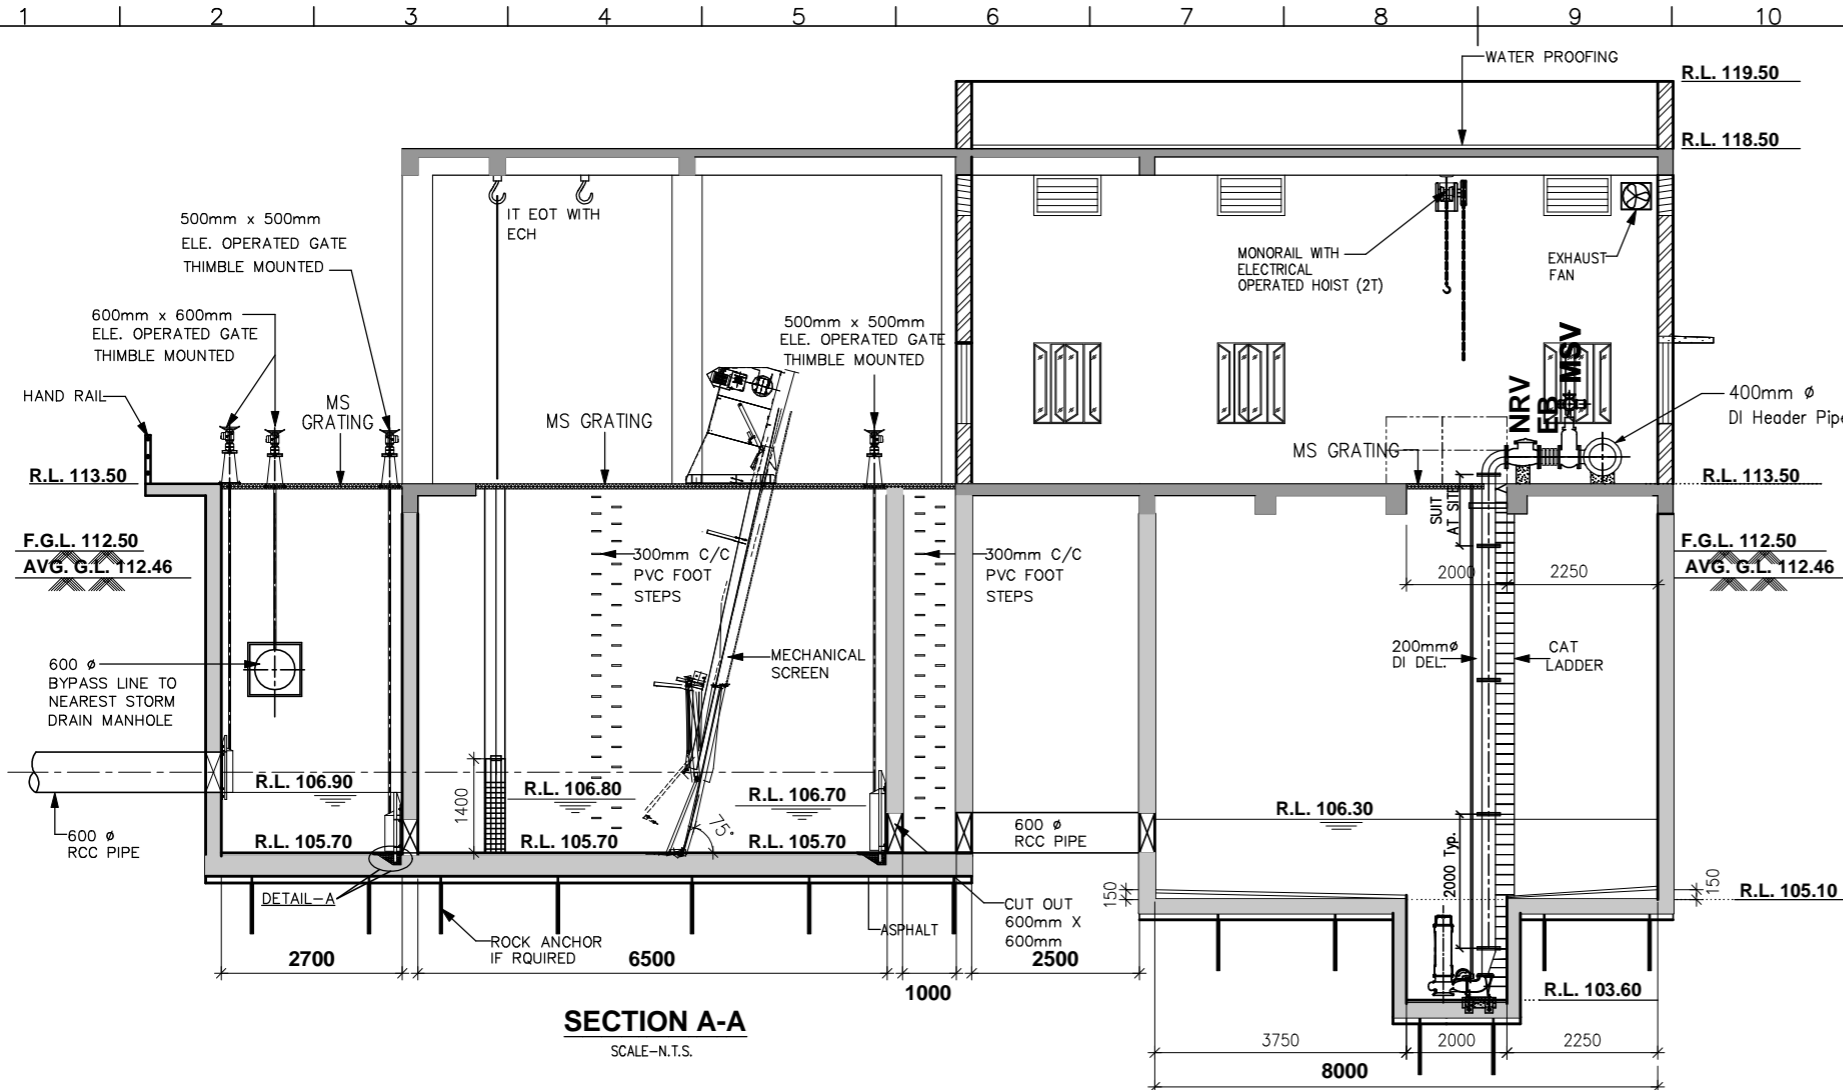 1 2 3 4 5 6 7 8 9 10
WATER PROOFING
R.L. 119.50
R.L. 118.50
500mm x 500mm
ELE. OPERATED GATE
THIMBLE MOUNTED
IT EOT WITH
ECH
MONORAIL WITH
ELECTRICAL
OPERATED HOIST (2T)
EXHAUST
FAN
600mm x 600mm
ELE. OPERATED GATE
THIMBLE MOUNTED
500mm x 500mm
ELE. OPERATED GATE
THIMBLE MOUNTED
HAND RAIL
MS
GRATING
MS GRATING
MS GRATING
NRV
EB
MSV
400mm ø
DI Header Pipe
R.L. 113.50
R.L. 113.50
SUIT
AT SITE
F.G.L. 112.50
AVG. G.L. 112.46
300mm C/C
PVC FOOT
STEPS
300mm C/C
PVC FOOT
STEPS
F.G.L. 112.50
AVG. G.L. 112.46
2000
2250
600 ø
BYPASS LINE TO
NEAREST STORM
DRAIN MANHOLE
MECHANICAL
SCREEN
200mmø
DI DEL.
CAT
LADDER
R.L. 106.90
R.L. 106.80
R.L. 106.70
R.L. 106.30
1400
75°
600 ø
RCC PIPE
R.L. 105.70
R.L. 105.70
R.L. 105.70
600 ø
RCC PIPE
2000 Typ.
DETAIL-A
150
150
R.L. 105.10
ROCK ANCHOR
IF RQUIRED
ASPHALT
CUT OUT
600mm X
600mm
2700
6500
1000
2500
R.L. 103.60
SECTION A-A
SCALE-N.T.S.
3750
2000
2250
8000